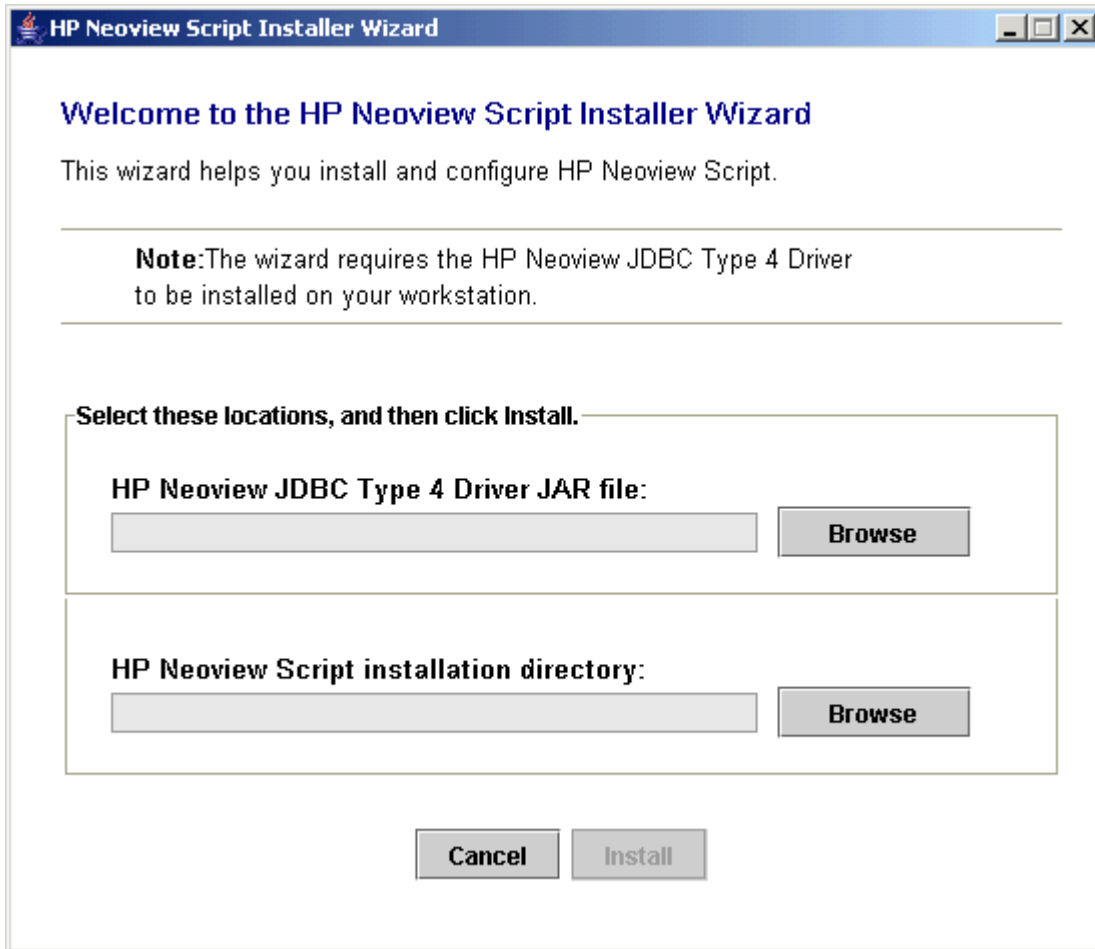 HP Neoview Script Installer Wizard
Welcome to the HP Neoview Script Installer Wizard
This wizard helps you install and configure HP Neoview Script.
Note:The wizard requires the HP Neoview JDBC Type 4 Driver
to be installed on your workstation.
Select these locations, and then click Install.
HP Neoview JDBC Type 4 Driver JAR file:
Browse
HP Neoview Script installation directory:
Browse
Cancel Install